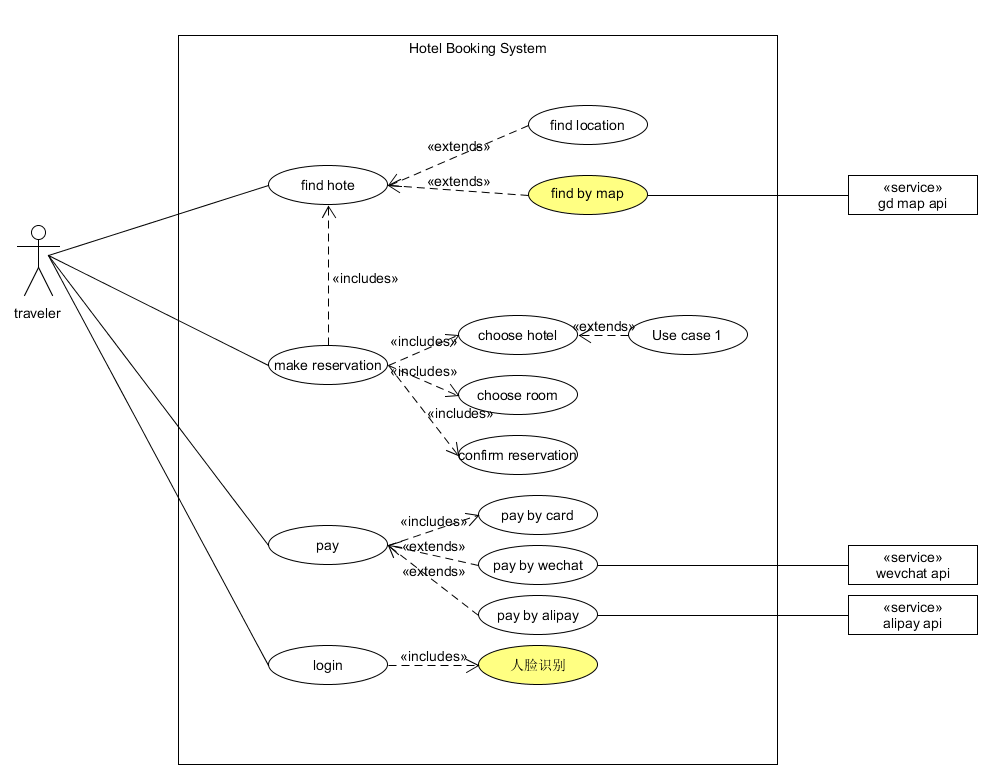 Hotel Booking System
find location
«extends»
find hote
«extends»
find by map
«service»
gd map api
traveler
«includes»
«includes»
choose hotel
«extends»
Use case 1
make reservation
«includes»
choose room
«includes»
confirm reservation
«includes»
pay by card
pay
«extends»
pay by wechat
«service»
wevchat api
«extends»
pay by alipay
«service»
alipay api
login
«includes»
人脸识别